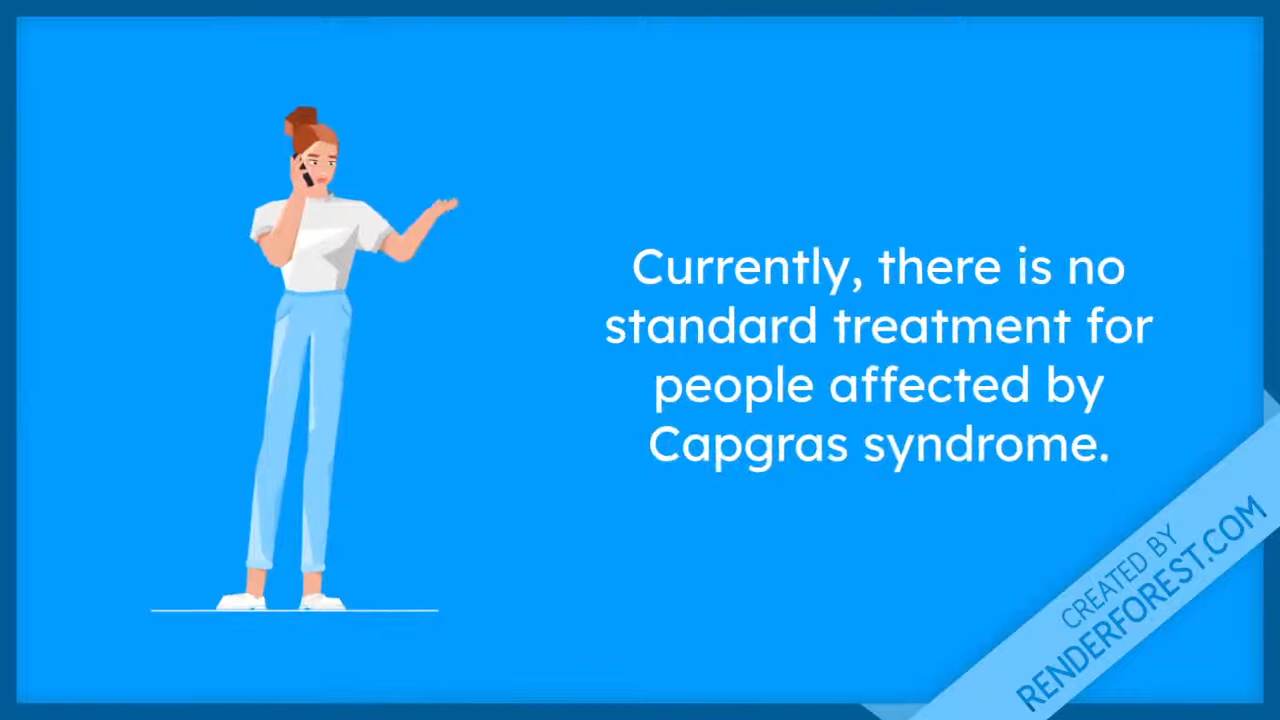 Currently, there is no
standard treatment for
people affected by
Capgras syndrome.
CREATED BY
RENDERFOREST.COM